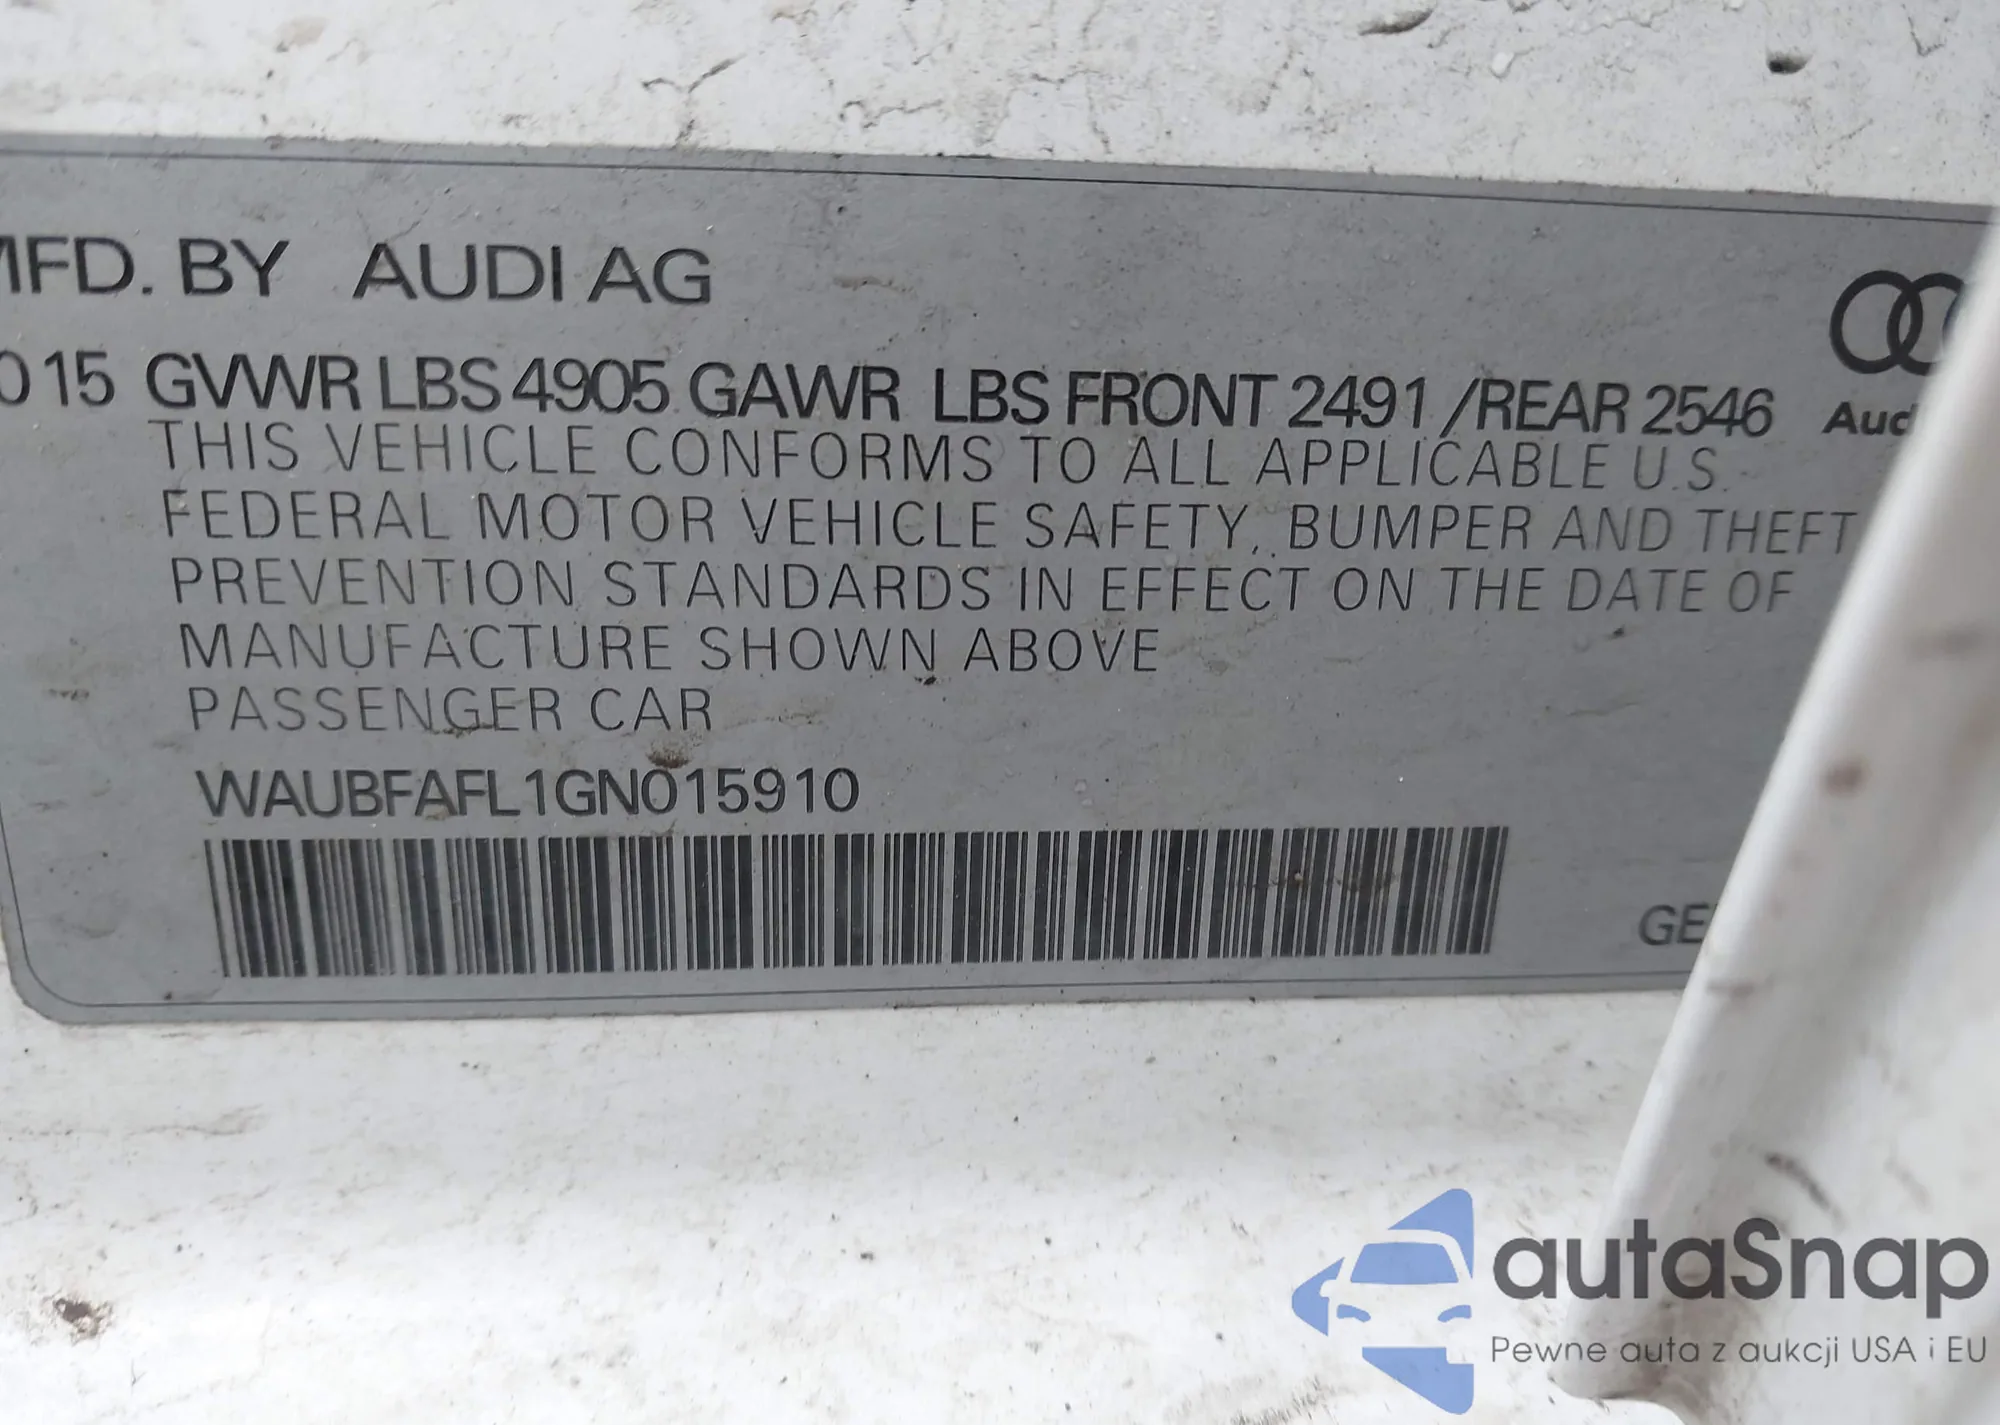 MFD. BY AUDI AG
015 GVWR LBS 4905 GAWR LBS FRONT 2491 /REAR 2546
Aud
THIS VEHICLE CONFORMS TO ALL APPLICABLE U.S.
FEDERAL MOTOR VEHICLE SAFETY, BUMPER AND THEFT
PREVENTION STANDARDS IN EFFECT ON THE DATE OF
MANUFACTURE SHOWN ABOVE
PASSENGER CAR
WAUBFAFL1GN015910
GE
autaSnap
Pewne auta z aukcji USA i EU